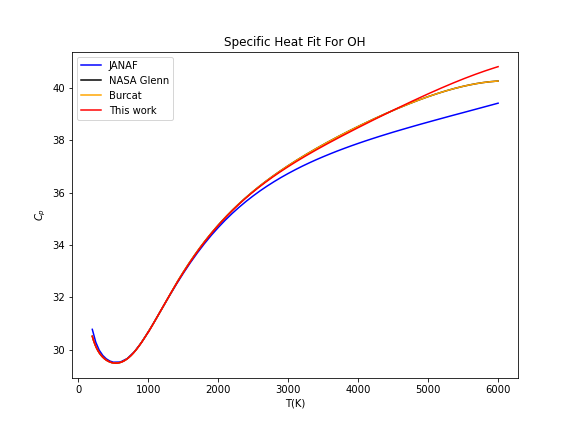 Specific Heat Fit For OH
JANAF
NASA Glenn
Burcat
This work
40
38
36
34
32
30
C_p
0 1000 2000 3000 4000 5000 6000
T(K)